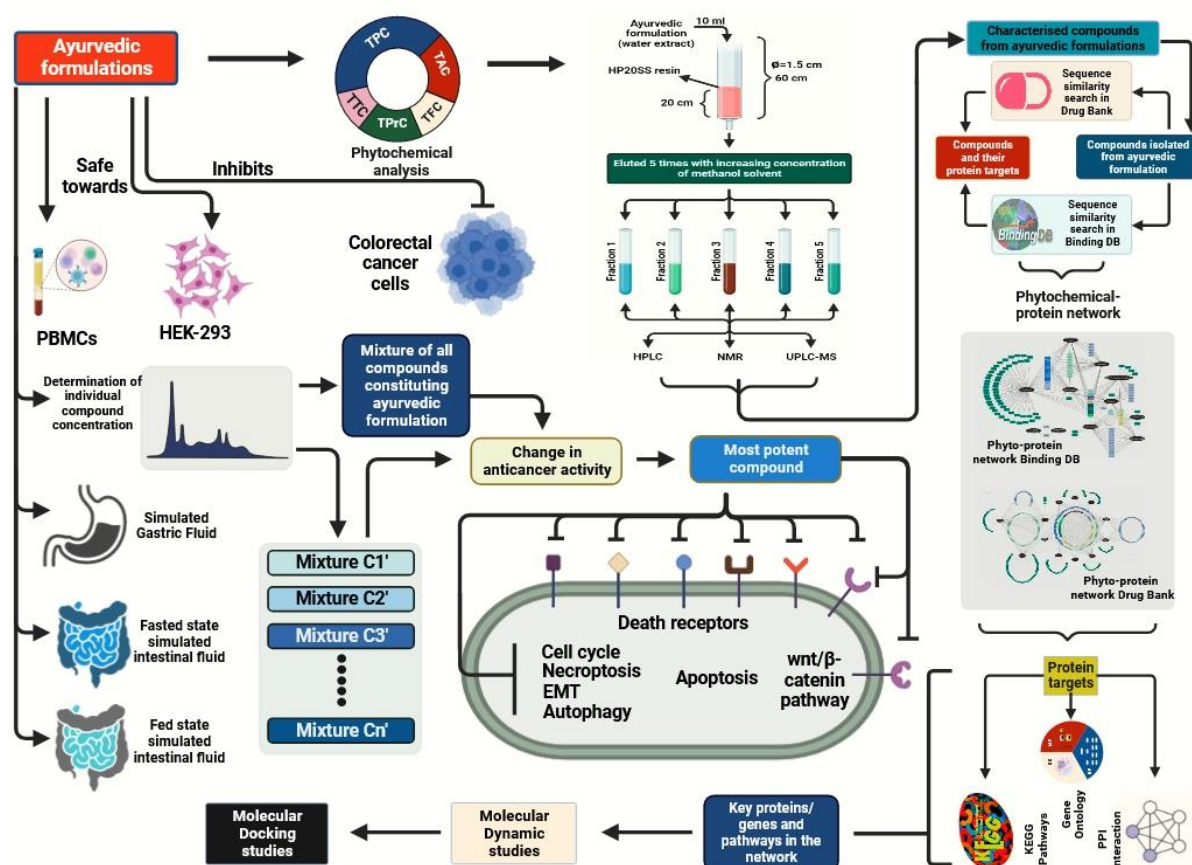 Ayurvedic
formulations
TPC
TAC
TFC
TPrC
TTC
Phytochemical
analysis
10 ml
Ayurvedic
formulation
(water extract)
HP20SS resin
20 cm
Ø=1.5 cm
60 cm
Eluted 5 times with increasing concentration
of methanol solvent
Fraction 1
Fraction 2
Fraction 3
Fraction 4
Fraction 5
HPLC
NMR
UPLC-MS
Characterised compounds
from ayurvedic formulations
Sequence
similarity
search in
Drug Bank
Compounds
and their
protein targets
Compounds isolated
from ayurvedic
formulation
Binding DB
Sequence
similarity
search in
Binding DB
Phytochemical-
protein network
Phyto-protein
network Binding DB
Phyto-protein
network Drug Bank
Safe
towards
Inhibits
PBMCs
HEK-293
Colorectal
cancer
cells
Determination of
individual
compound
concentration
Mixture of all
compounds
constituting
ayurvedic
formulation
Change in
anticancer activity
Most potent
compound
Simulated
Gastric Fluid
Fasted state
simulated
intestinal fluid
Fed state
simulated
intestinal fluid
Mixture C1'
Mixture C2'
Mixture C3'
Mixture Cn'
Death receptors
Cell cycle
Necroptosis
EMT
Autophagy
Apoptosis
wnt/β-
catenin
pathway
Protein
targets
KEGG
KEGG
Pathways
Gene
Ontology
PPI
interaction
Key proteins/
genes and
pathways in the
network
Molecular
Dynamic
studies
Molecular
Docking
studies